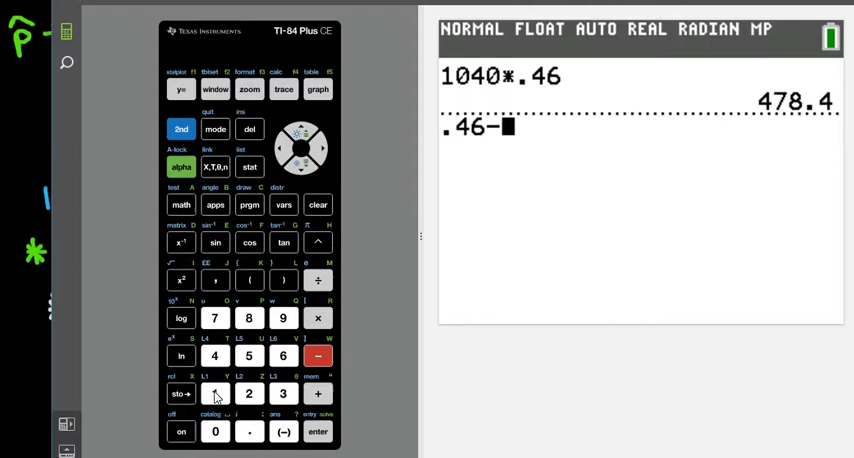 p̂ -
TEXAS INSTRUMENTS TI-84 Plus CE
statplot f1 tblset f2 format f3 calc f4 table f5
y= window zoom trace graph
quit ins
2nd mode del
A-lock link list
alpha X,T,θ,n stat
test A angle B draw C distr
math apps prgm vars clear
matrix D sin⁻¹ E cos⁻¹ F tan⁻¹ G π H
x⁻¹ sin cos tan ^
√ I EE J { K } L e M
x² , ( ) ÷
10ˣ N u O v P w Q [ R
log 7 8 9 ×
eˣ S L4 T L5 U L6 V ] W
ln 4 5 6 −
rcl X L1 Y L2 Z L3 θ mem "
sto→ 1 2 3 +
off catalog ␣ i : ans ? entry solve
on 0 . (−) enter
NORMAL FLOAT AUTO REAL RADIAN MP
1040*.46
478.4
.46-
*